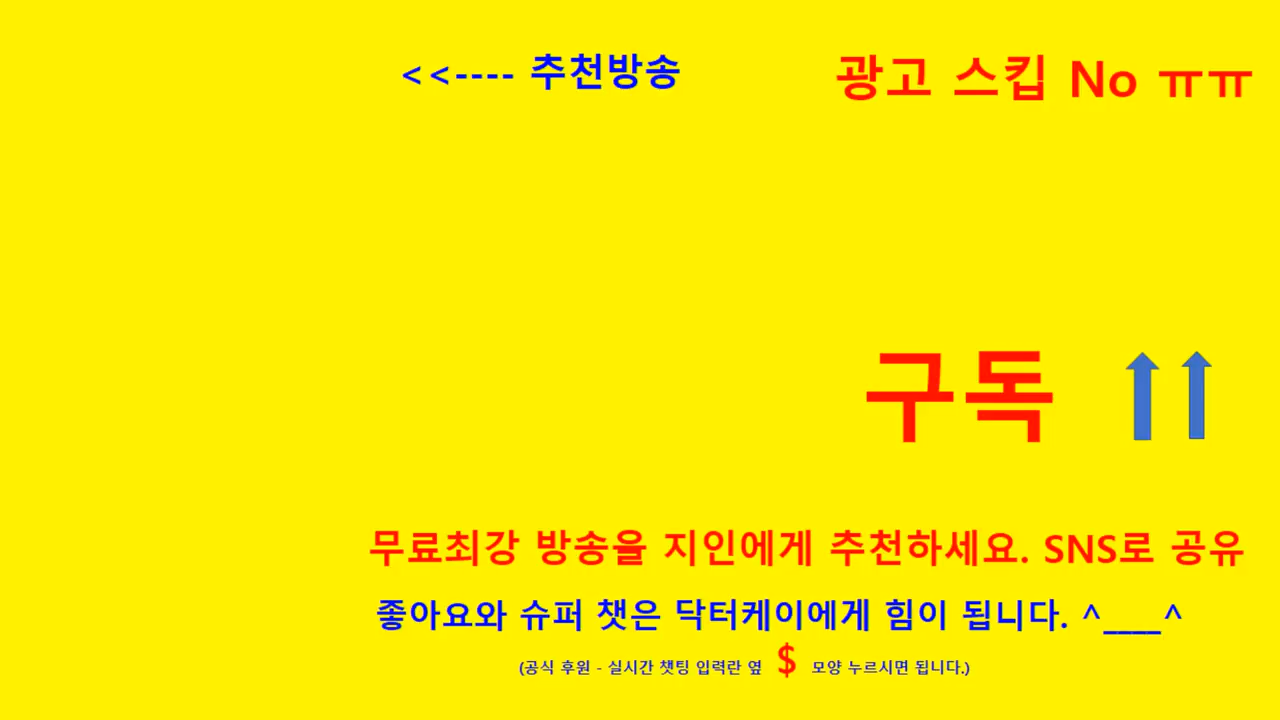 <<---- 추천방송
광고 스킵 No ㅠㅠ
구독
무료최강 방송을 지인에게 추천하세요. SNS로 공유
좋아요와 슈퍼 챗은 닥터케이에게 힘이 됩니다. ^____^
(공식 후원 - 실시간 챗팅 입력란 옆 $ 모양 누르시면 됩니다.)